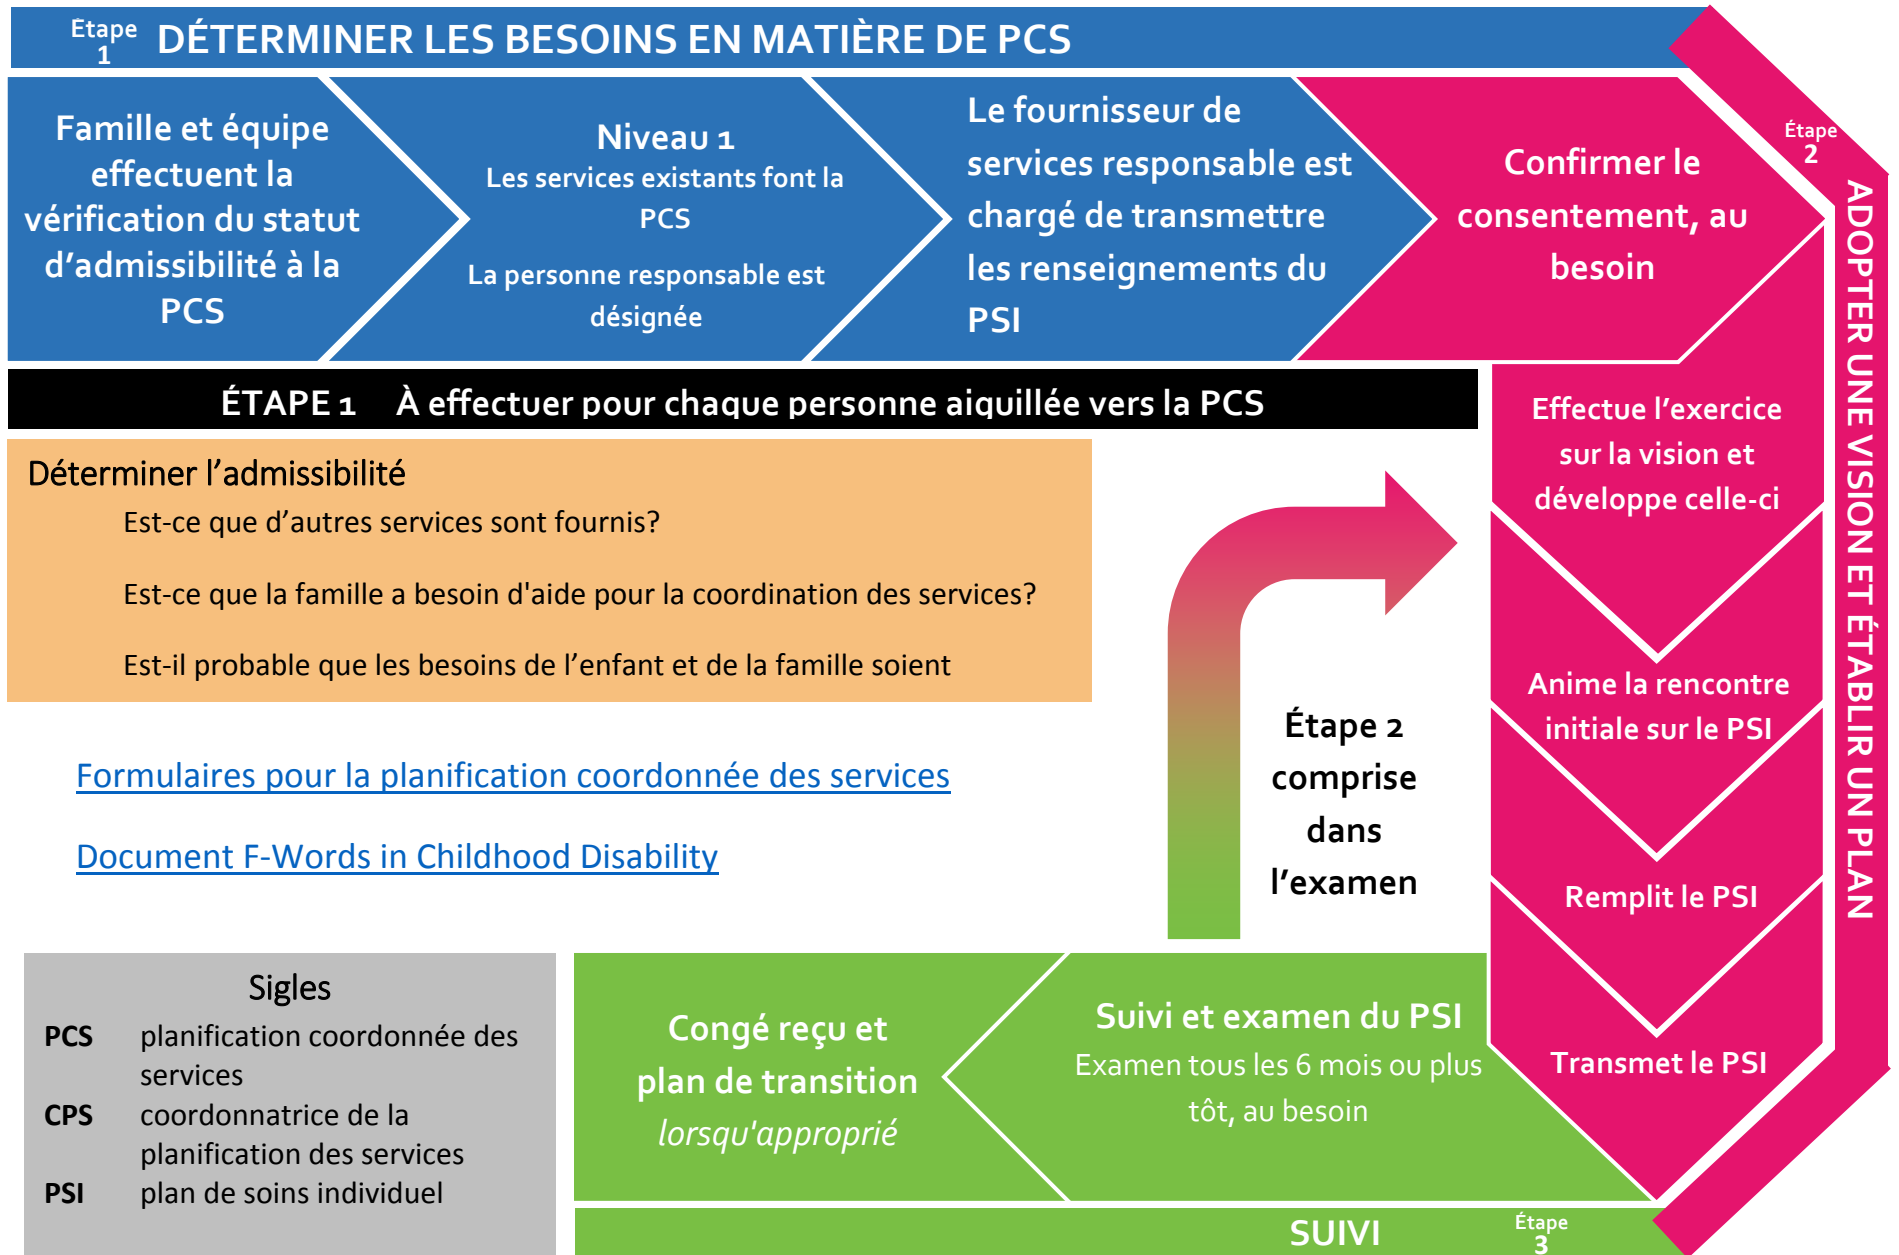 Étape
1
DÉTERMINER LES BESOINS EN MATIÈRE DE PCS
Famille et équipe
effectuent la
vérification du statut
d’admissibilité à la
PCS
Niveau 1
Les services existants font la
PCS
La personne responsable est
désignée
Le fournisseur de
services responsable est
chargé de transmettre
les renseignements du
PSI
Confirmer le
consentement, au
besoin
Étape
2
ADOPTER UNE VISION ET ÉTABLIR UN PLAN
ÉTAPE 1 À effectuer pour chaque personne aiguillée vers la PCS
Effectue l’exercice
sur la vision et
développe celle-ci
Anime la rencontre
initiale sur le PSI
Remplit le PSI
Transmet le PSI
Déterminer l’admissibilité
Est-ce que d’autres services sont fournis?
Est-ce que la famille a besoin d'aide pour la coordination des services?
Est-il probable que les besoins de l’enfant et de la famille soient
Formulaires pour la planification coordonnée des services
Document F-Words in Childhood Disability
Étape 2
comprise
dans
l’examen
Sigles
PCS planification coordonnée des
services
CPS coordonnatrice de la
planification des services
PSI plan de soins individuel
Congé reçu et
plan de transition
lorsqu'approprié
Suivi et examen du PSI
Examen tous les 6 mois ou plus
tôt, au besoin
SUIVI
Étape
3